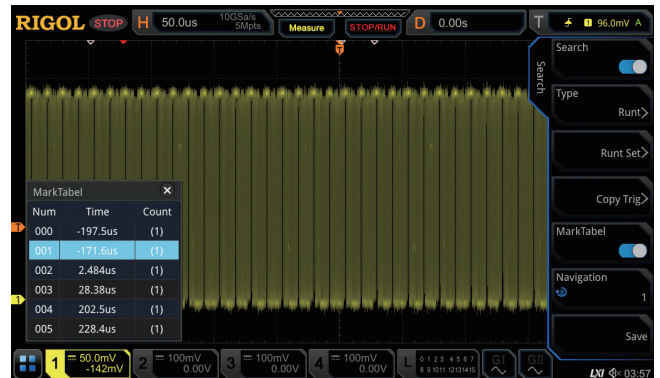 RIGOL STOP H 50.0us 10GSa/s 5Mpts Measure STOP/RUN D 0.00s T 1 96.0mV A
T
Search
Search
Type
Runt>
Runt Set>
Copy Trig>
MarkTabel
Navigation
1
Save
MarkTabel X
Num Time Count
000 -197.5us (1)
001 -171.6us (1)
002 2.484us (1)
003 28.38us (1)
004 202.5us (1)
005 228.4us (1)
T
1
1 50.0mV -142mV 2 100mV 0.00V 3 100mV 0.00V 4 100mV 0.00V L 0 1 2 3 4 5 6 7 8 9 10 11 12 13 14 15 GI GII
LXI 03:57